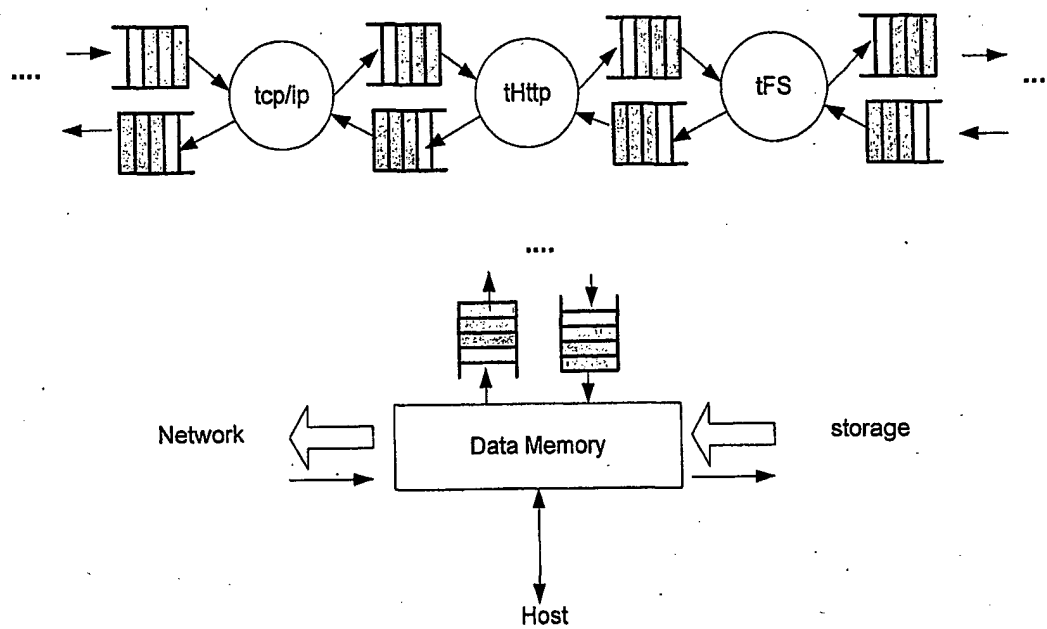 ....
tcp/ip
tHttp
tFS
...
....
Network
Data Memory
storage
Host